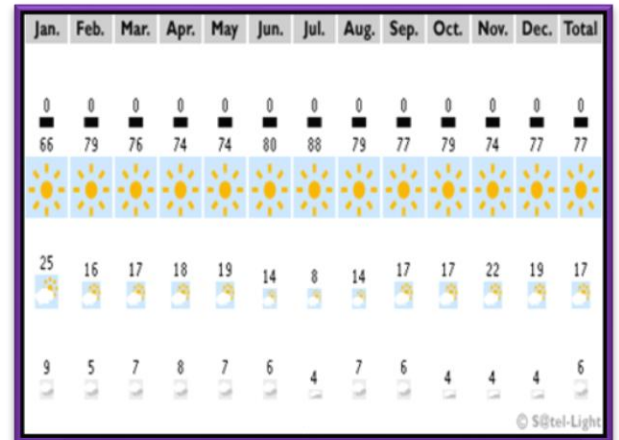 Jan. Feb. Mar. Apr. May Jun. Jul. Aug. Sep. Oct. Nov. Dec. Total
0 0 0 0 0 0 0 0 0 0 0 0 0
66 79 76 74 74 80 88 79 77 79 74 77 77
25 16 17 18 19 14 8 14 17 17 22 19 17
9 5 7 8 7 6 4 7 6 4 4 4 6
© S@tel-Light